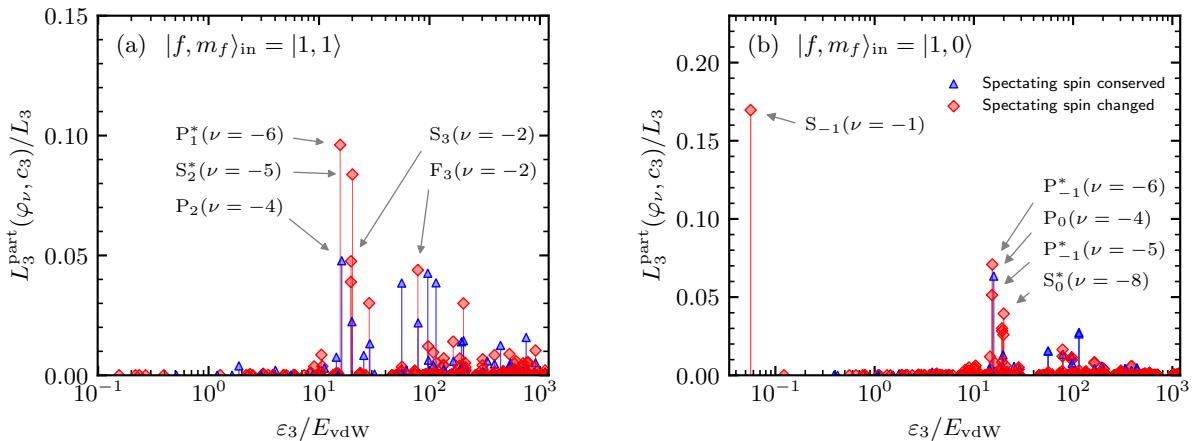 (a) |f, m_f⟩_in = |1, 1⟩
P*_1(ν = −6)
S*_2(ν = −5)
P_2(ν = −4)
S_3(ν = −2)
F_3(ν = −2)
0.15
0.10
0.05
0.00
10^−1
10^0
10^1
10^2
10^3
L_3^part(φ_ν, c_3)/L_3
ε_3/E_vdW
(b) |f, m_f⟩_in = |1, 0⟩
Spectating spin conserved
Spectating spin changed
S_−1(ν = −1)
P*_−1(ν = −6)
P_0(ν = −4)
P*_−1(ν = −5)
S*_0(ν = −8)
0.20
0.15
0.10
0.05
0.00
10^−1
10^0
10^1
10^2
10^3
L_3^part(φ_ν, c_3)/L_3
ε_3/E_vdW